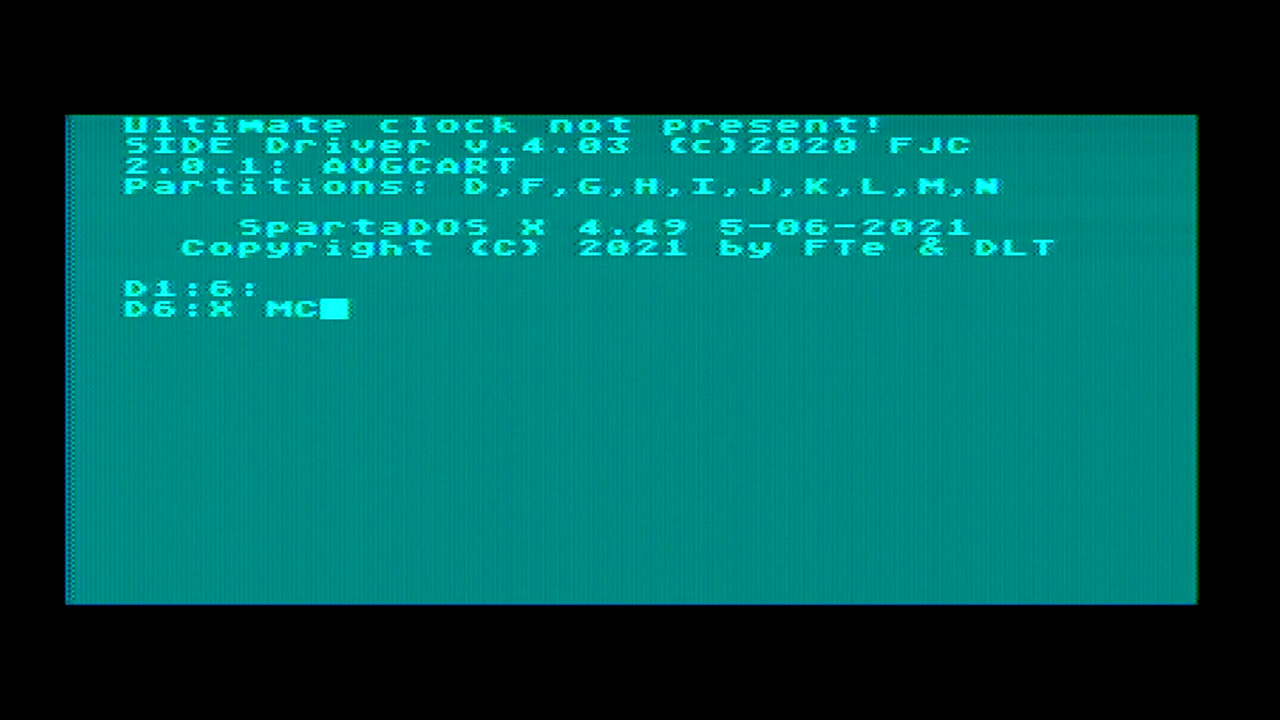 Ultimate clock not present!
SIDE Driver v.4.03 (c)2020 FJC
2.0.1: AVGCART
Partitions: D,F,G,H,I,J,K,L,M,N
SpartaDOS X 4.49 5-06-2021
Copyright (C) 2021 by FTe & DLT
D1:6:
D6:X MC